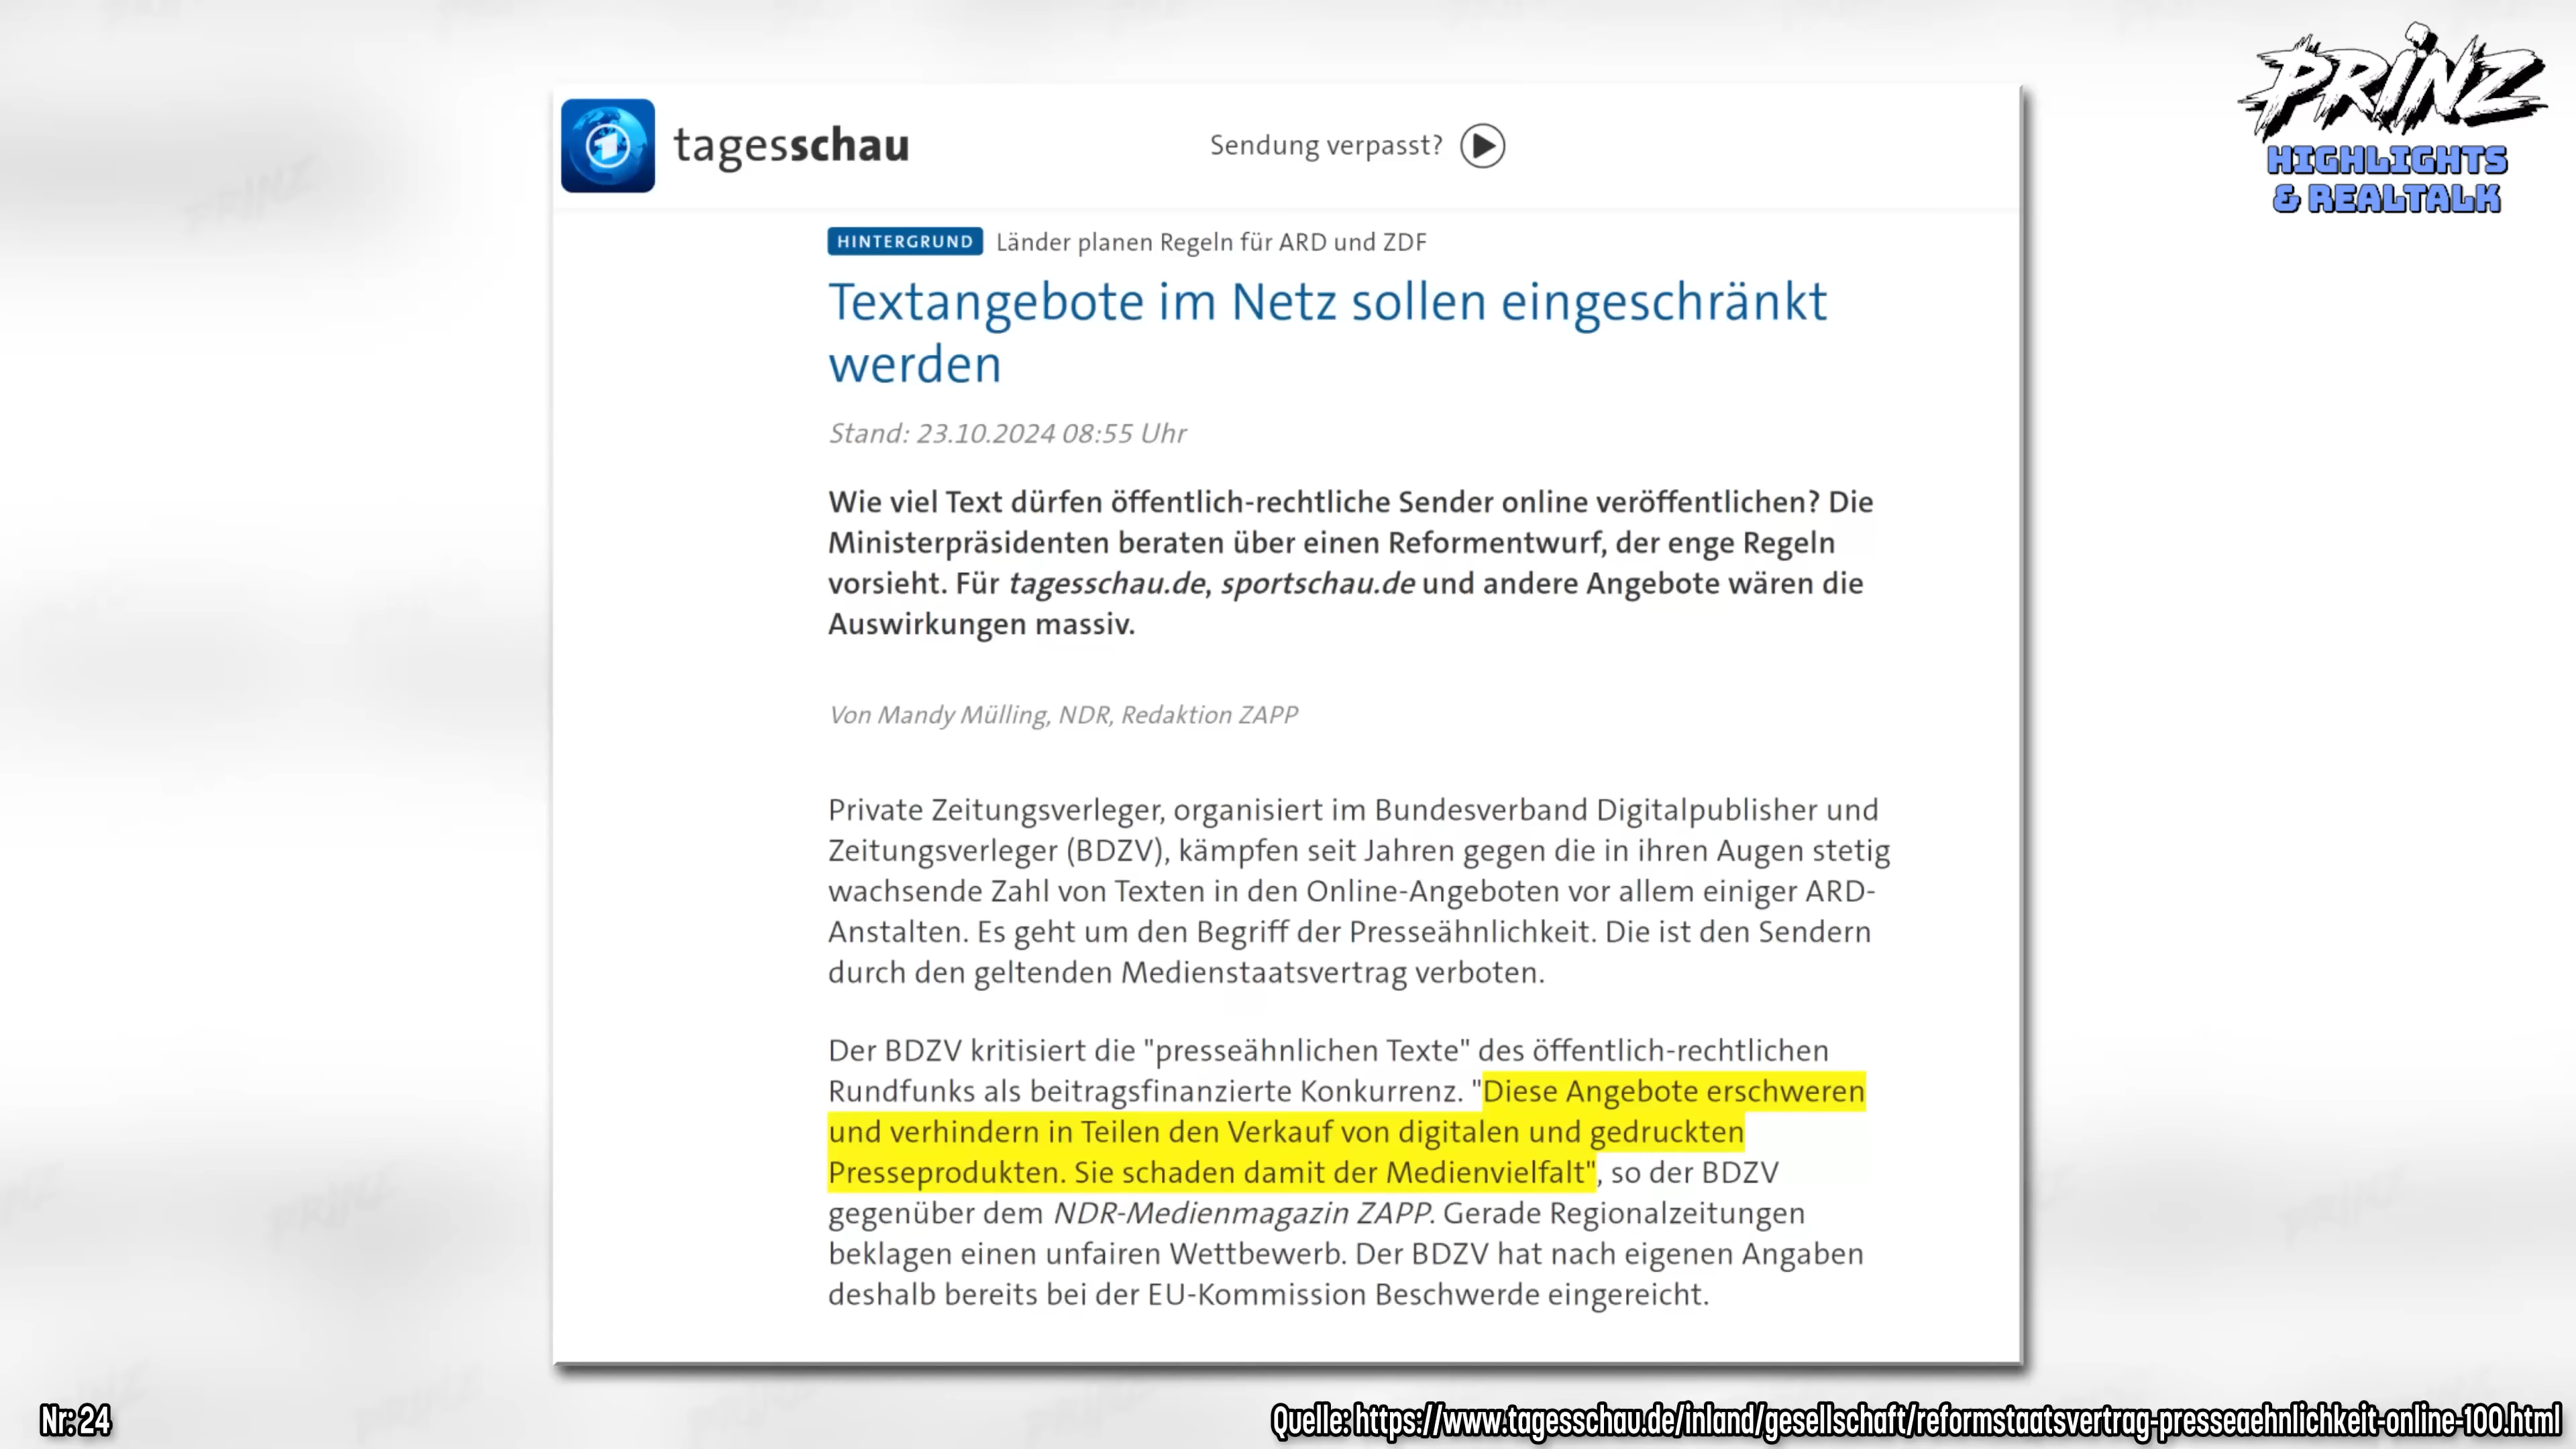 PRINZ
HIGHLIGHTS
& REALTALK
1
tagesschau
Sendung verpasst?
HINTERGRUND Länder planen Regeln für ARD und ZDF
Textangebote im Netz sollen eingeschränkt
werden
Stand: 23.10.2024 08:55 Uhr
Wie viel Text dürfen öffentlich-rechtliche Sender online veröffentlichen? Die
Ministerpräsidenten beraten über einen Reformentwurf, der enge Regeln
vorsieht. Für tagesschau.de, sportschau.de und andere Angebote wären die
Auswirkungen massiv.
Von Mandy Mülling, NDR, Redaktion ZAPP
Private Zeitungsverleger, organisiert im Bundesverband Digitalpublisher und
Zeitungsverleger (BDZV), kämpfen seit Jahren gegen die in ihren Augen stetig
wachsende Zahl von Texten in den Online-Angeboten vor allem einiger ARD-
Anstalten. Es geht um den Begriff der Presseähnlichkeit. Die ist den Sendern
durch den geltenden Medienstaatsvertrag verboten.
Der BDZV kritisiert die "presseähnlichen Texte" des öffentlich-rechtlichen
Rundfunks als beitragsfinanzierte Konkurrenz. "Diese Angebote erschweren
und verhindern in Teilen den Verkauf von digitalen und gedruckten
Presseprodukten. Sie schaden damit der Medienvielfalt", so der BDZV
gegenüber dem NDR-Medienmagazin ZAPP. Gerade Regionalzeitungen
beklagen einen unfairen Wettbewerb. Der BDZV hat nach eigenen Angaben
deshalb bereits bei der EU-Kommission Beschwerde eingereicht.
Nr: 24
Quelle: https://www.tagesschau.de/inland/gesellschaft/reformstaatsvertrag-presseaehnlichkeit-online-100.html